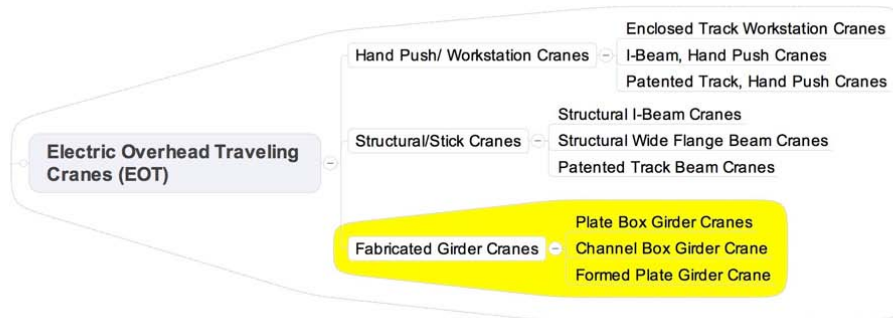 Electric Overhead Traveling
Cranes (EOT)
Hand Push/ Workstation Cranes
Enclosed Track Workstation Cranes
I-Beam, Hand Push Cranes
Patented Track, Hand Push Cranes
Structural/Stick Cranes
Structural I-Beam Cranes
Structural Wide Flange Beam Cranes
Patented Track Beam Cranes
Fabricated Girder Cranes
Plate Box Girder Cranes
Channel Box Girder Crane
Formed Plate Girder Crane